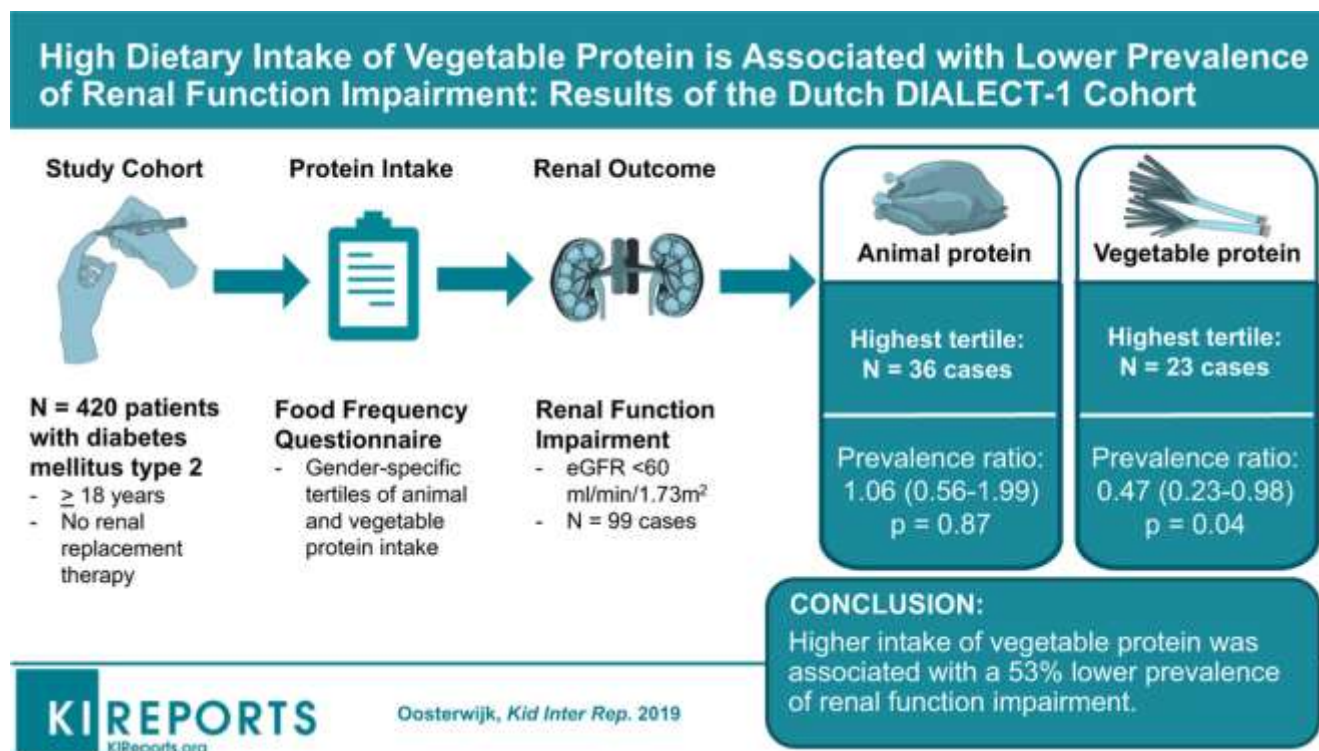 High Dietary Intake of Vegetable Protein is Associated with Lower Prevalence
of Renal Function Impairment: Results of the Dutch DIALECT-1 Cohort
Study Cohort
N = 420 patients
with diabetes
mellitus type 2
- ≥ 18 years
- No renal
replacement
therapy
Protein Intake
Food Frequency
Questionnaire
- Gender-specific
tertiles of animal
and vegetable
protein intake
Renal Outcome
Renal Function
Impairment
- eGFR <60
ml/min/1.73m²
- N = 99 cases
Animal protein
Highest tertile:
N = 36 cases
Prevalence ratio:
1.06 (0.56-1.99)
p = 0.87
Vegetable protein
Highest tertile:
N = 23 cases
Prevalence ratio:
0.47 (0.23-0.98)
p = 0.04
CONCLUSION:
Higher intake of vegetable protein was
associated with a 53% lower prevalence
of renal function impairment.
KI REPORTS
KIReports.org
Oosterwijk, Kid Inter Rep. 2019